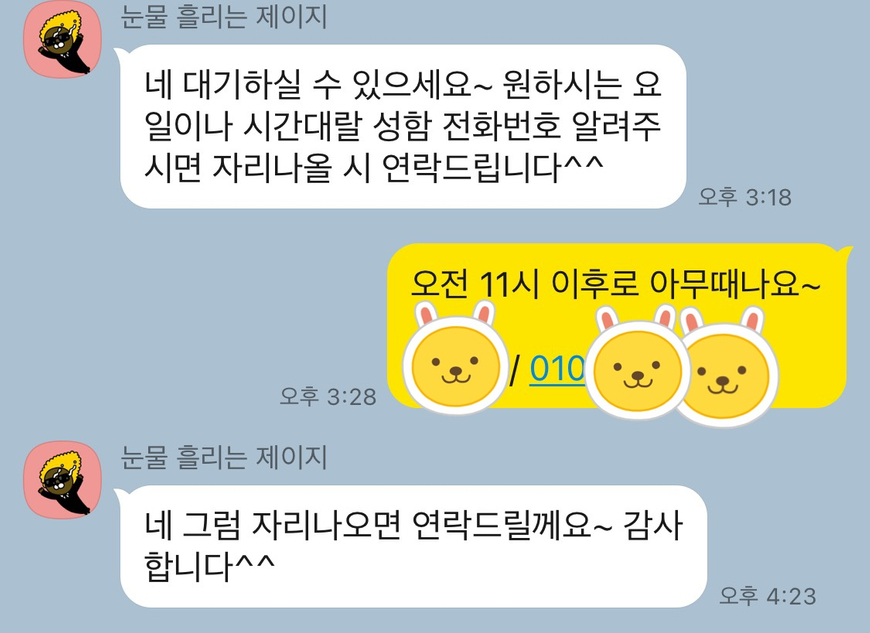 눈물 흘리는 제이지
네 대기하실 수 있으세요~ 원하시는 요
일이나 시간대랄 성함 전화번호 알려주
시면 자리나올 시 연락드립니다^^
오후 3:18
오전 11시 이후로 아무때나요~
/ 010
오후 3:28
눈물 흘리는 제이지
네 그럼 자리나오면 연락드릴께요~ 감사
합니다^^
오후 4:23